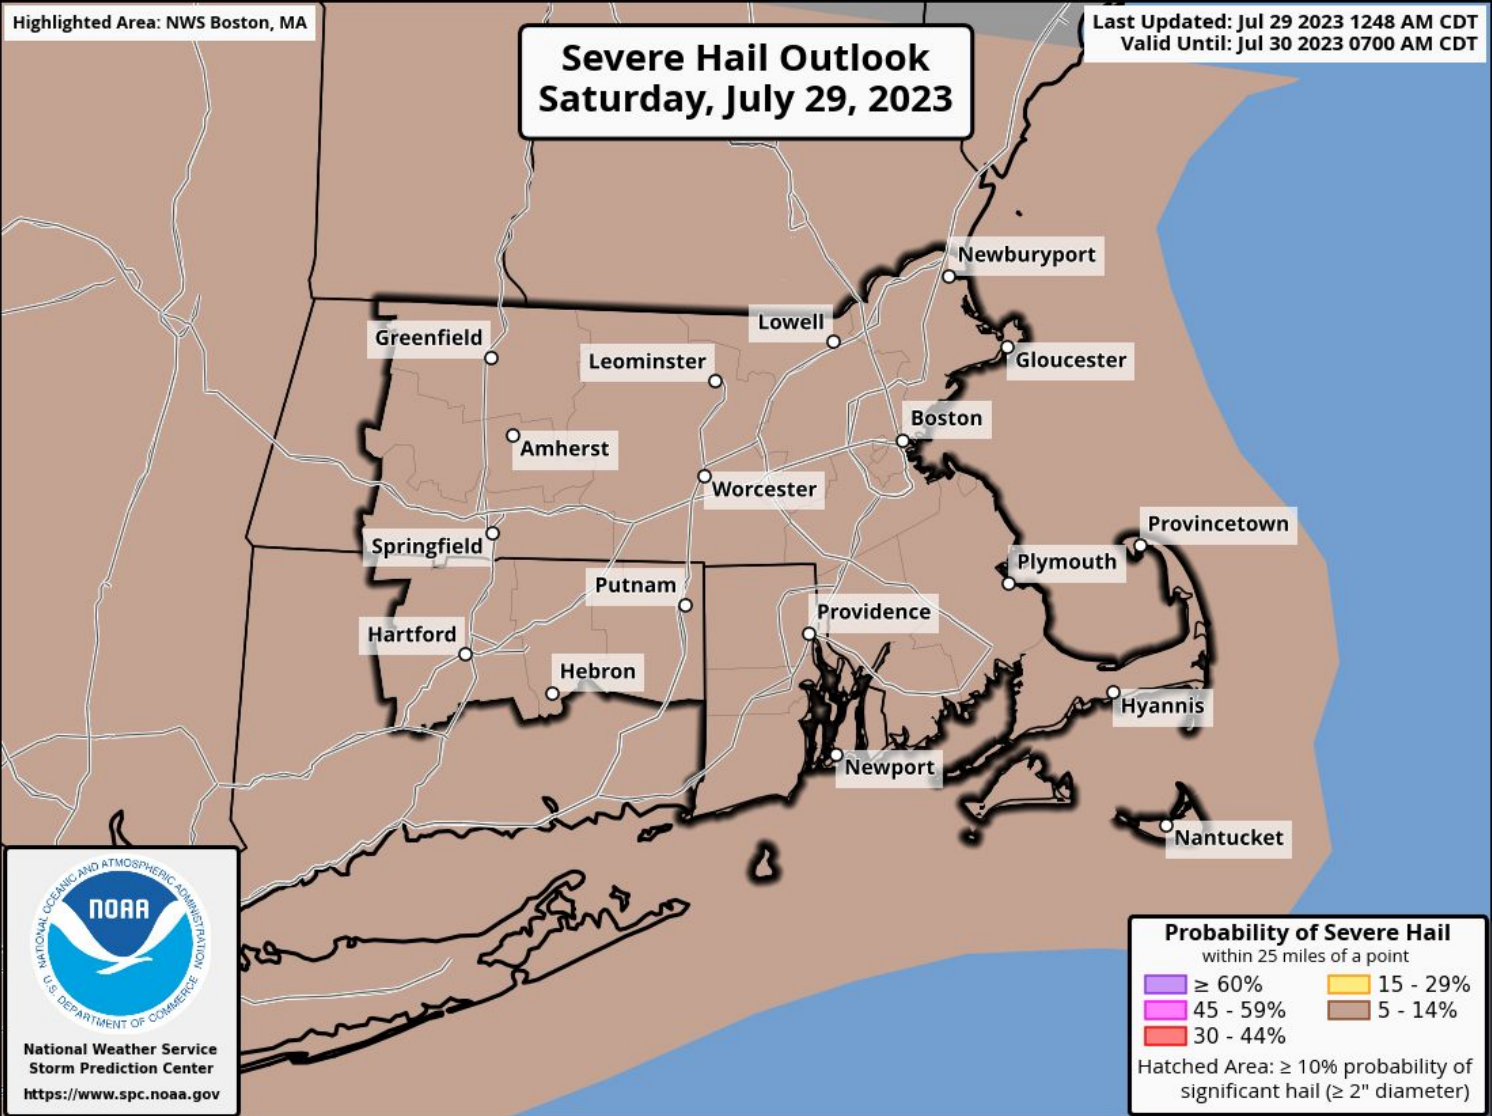 Highlighted Area: NWS Boston, MA
Severe Hail Outlook
Saturday, July 29, 2023
Last Updated: Jul 29 2023 1248 AM CDT
Valid Until: Jul 30 2023 0700 AM CDT
Newburyport
Lowell
Greenfield
Leominster
Gloucester
Boston
Amherst
Worcester
Provincetown
Springfield
Plymouth
Putnam
Providence
Hartford
Hebron
Hyannis
Newport
Nantucket
NATIONAL OCEANIC AND ATMOSPHERIC ADMINISTRATION
NOAA
U.S. DEPARTMENT OF COMMERCE
National Weather Service
Storm Prediction Center
https://www.spc.noaa.gov
Probability of Severe Hail
within 25 miles of a point
≥ 60%
15 - 29%
45 - 59%
5 - 14%
30 - 44%
Hatched Area: ≥ 10% probability of
significant hail (≥ 2" diameter)